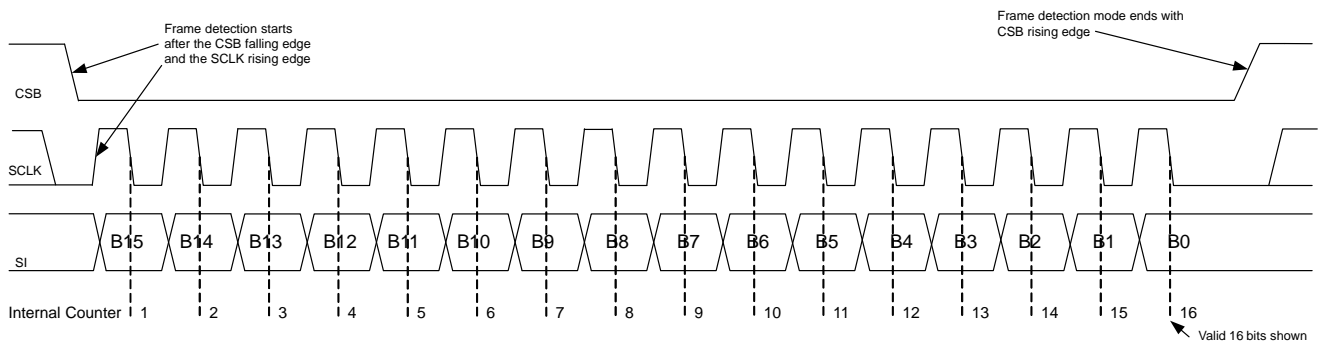 Frame detection starts
after the CSB falling edge
and the SCLK rising edge
Frame detection mode ends with
CSB rising edge
CSB
SCLK
SI
B15 B14 B13 B12 B11 B10 B9 B8 B7 B6 B5 B4 B3 B2 B1 B0
Internal Counter 1 2 3 4 5 6 7 8 9 10 11 12 13 14 15 16
Valid 16 bits shown